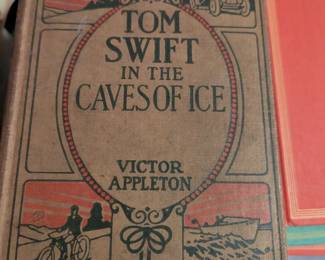 TOM
SWIFT
IN THE
CAVES OF ICE
VICTOR
APPLETON